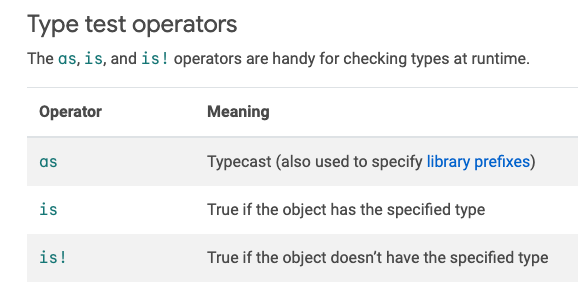 Type test operators
The as, is, and is! operators are handy for checking types at runtime.
Operator Meaning
as Typecast (also used to specify library prefixes)
is True if the object has the specified type
is! True if the object doesn’t have the specified type